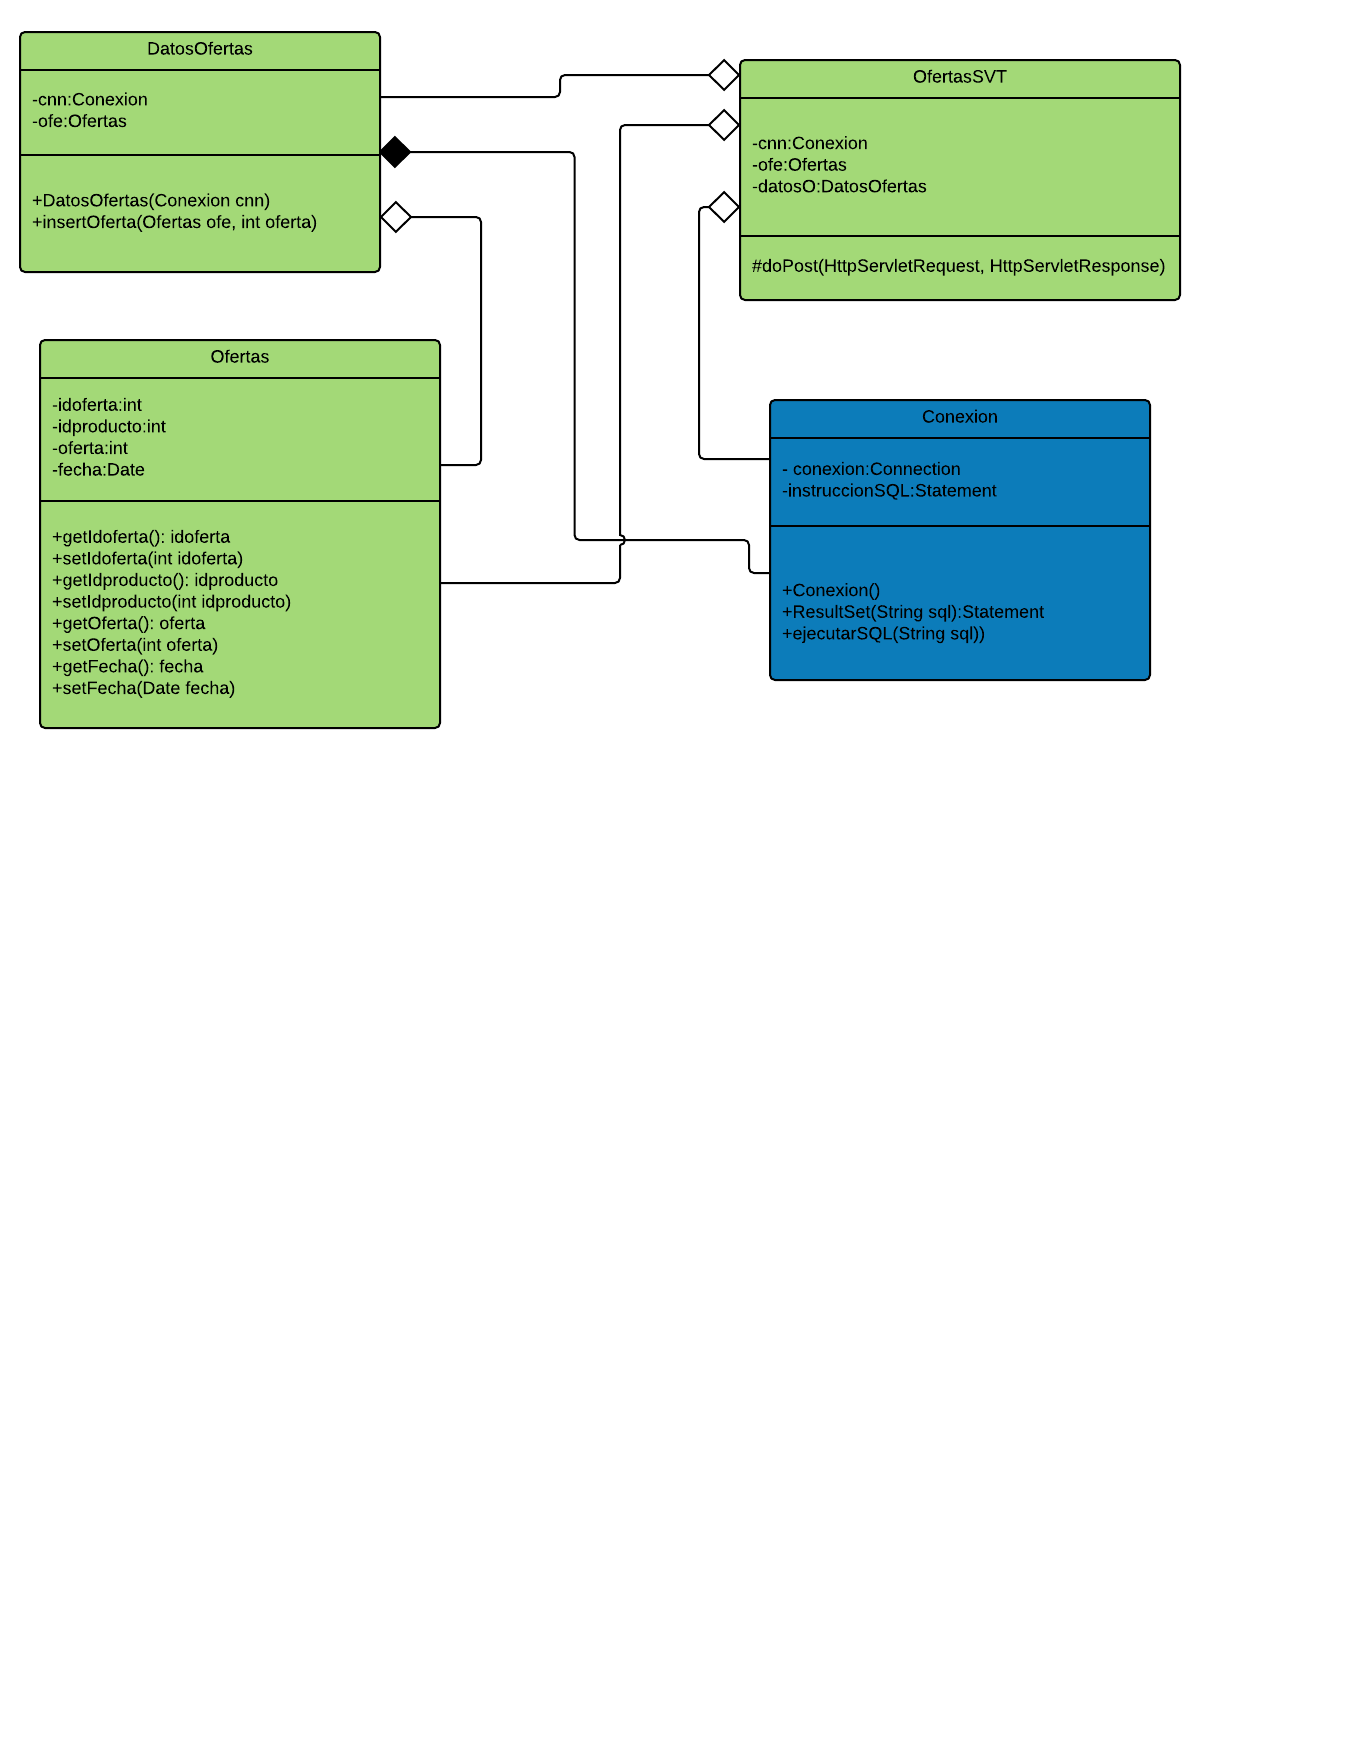 DatosOfertas
-cnn:Conexion
-ofe:Ofertas
+DatosOfertas(Conexion cnn)
+insertOferta(Ofertas ofe, int oferta)
OfertasSVT
-cnn:Conexion
-ofe:Ofertas
-datosO:DatosOfertas
#doPost(HttpServletRequest, HttpServletResponse)
Ofertas
-idoferta:int
-idproducto:int
-oferta:int
-fecha:Date
+getIdoferta(): idoferta
+setIdoferta(int idoferta)
+getIdproducto(): idproducto
+setIdproducto(int idproducto)
+getOferta(): oferta
+setOferta(int oferta)
+getFecha(): fecha
+setFecha(Date fecha)
Conexion
- conexion:Connection
-instruccionSQL:Statement
+Conexion()
+ResultSet(String sql):Statement
+ejecutarSQL(String sql))